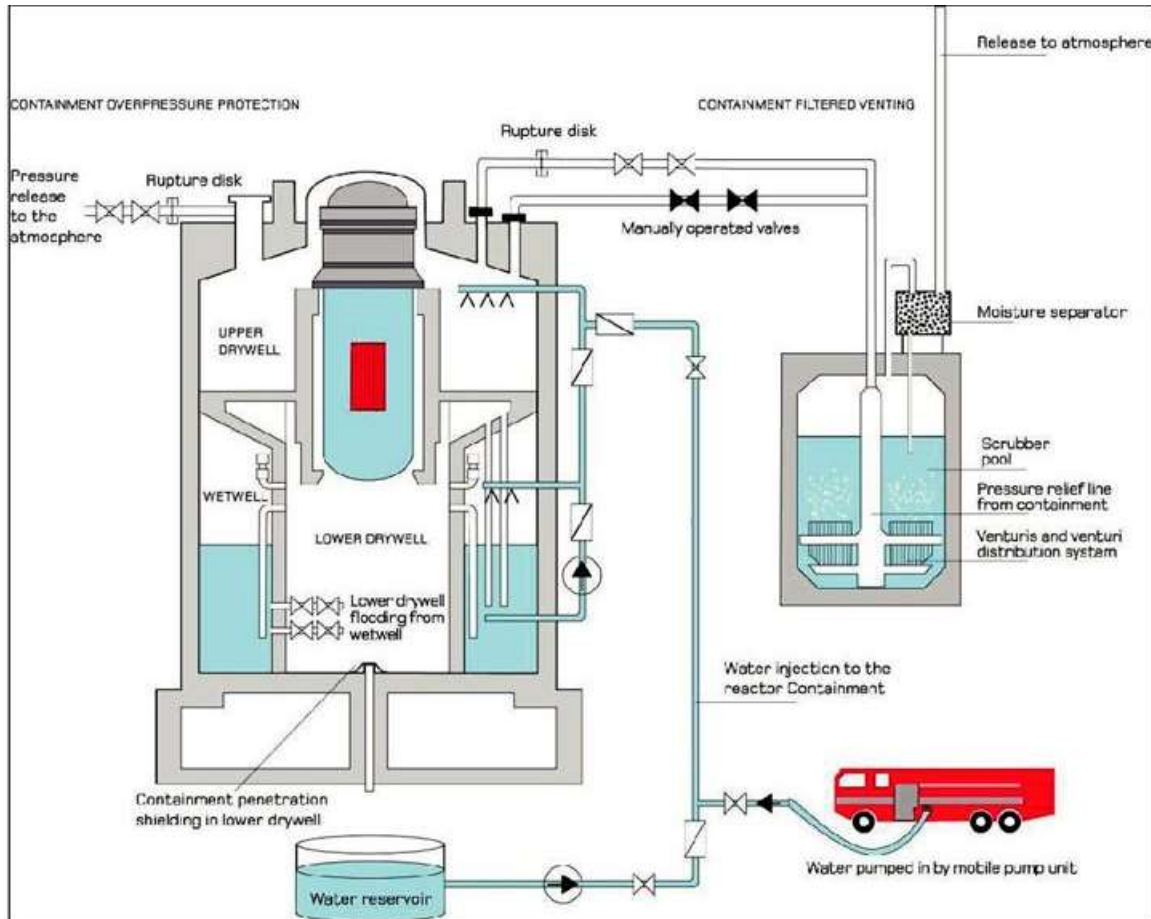 Release to atmosphere
CONTAINMENT OVERPRESSURE PROTECTION
CONTAINMENT FILTERED VENTING
Rupture disk
Pressure
release
to the
atmosphere
Rupture disk
Manually operated valves
Moisture separator
UPPER
DRYWELL
Scrubber
pool
Pressure relief line
from containment
Venturis and venturi
distribution system
WETWELL
LOWER DRYWELL
Lower drywell
flooding from
wetwell
Water injection to the
reactor Containment
Containment penetration
shielding in lower drywell
Water reservoir
Water pumped in by mobile pump unit